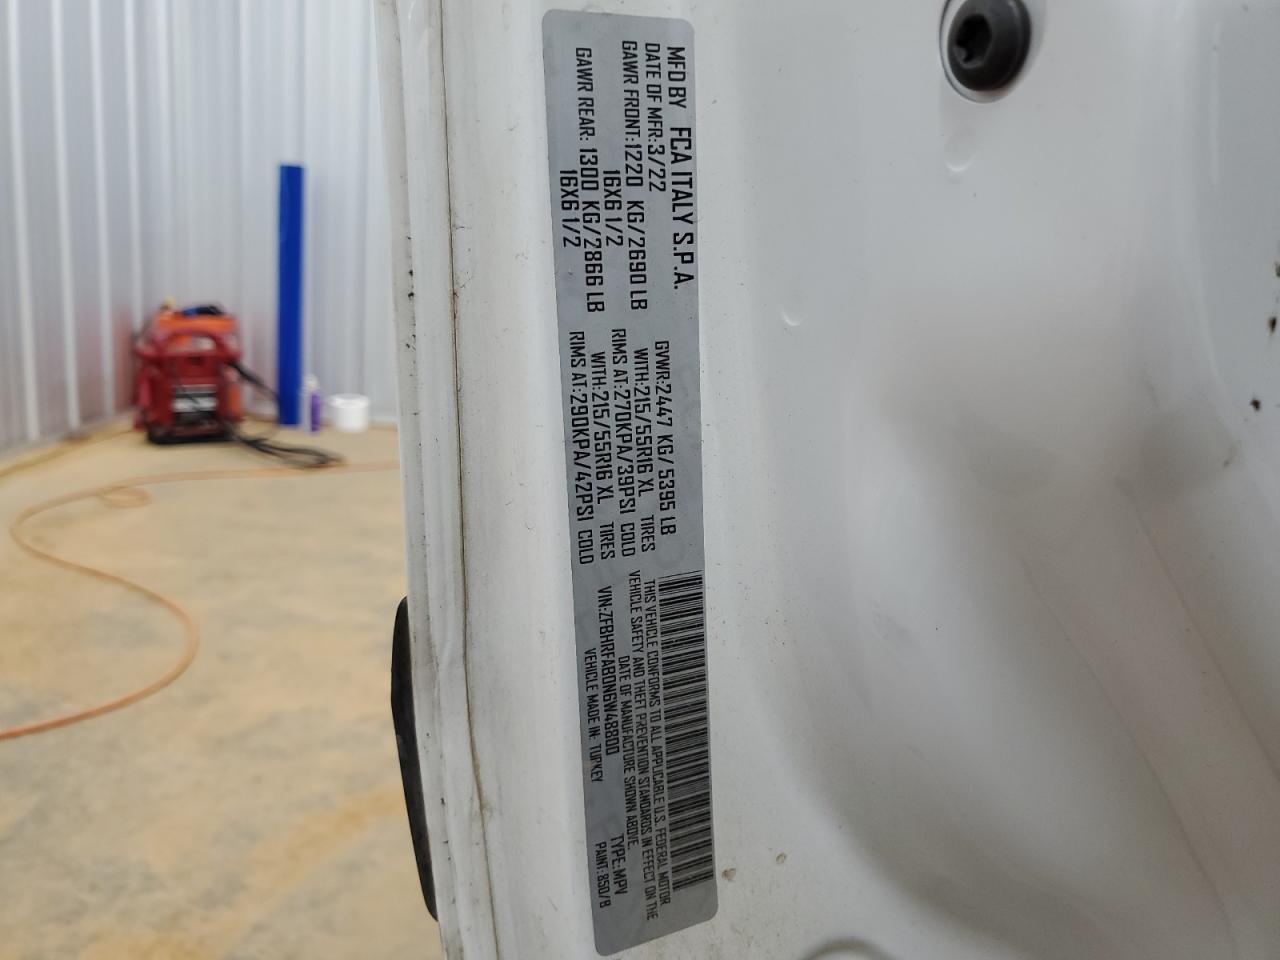 MFD BY FCA ITALY S.P.A.
DATE OF MFR:3/22 GVWR:2447 KG/ 5395 LB
GAWR FRONT:1220 KG/2690 LB WITH:215/55R16 XL TIRES
16X6 1/2 RIMS AT:270KPA/39PSI COLD
GAWR REAR: 1300 KG/2866 LB WITH:215/55R16 XL TIRES
16X6 1/2 RIMS AT:290KPA/42PSI COLD
THIS VEHICLE CONFORMS TO ALL APPLICABLE U.S. FEDERAL MOTOR
VEHICLE SAFETY AND THEFT PREVENTION STANDARDS IN EFFECT ON THE
DATE OF MANUFACTURE SHOWN ABOVE.
VIN:ZFBHRFAB0N6W48800 TYPE:MPV
VEHICLE MADE IN: TURKEY PAINT: 850/B